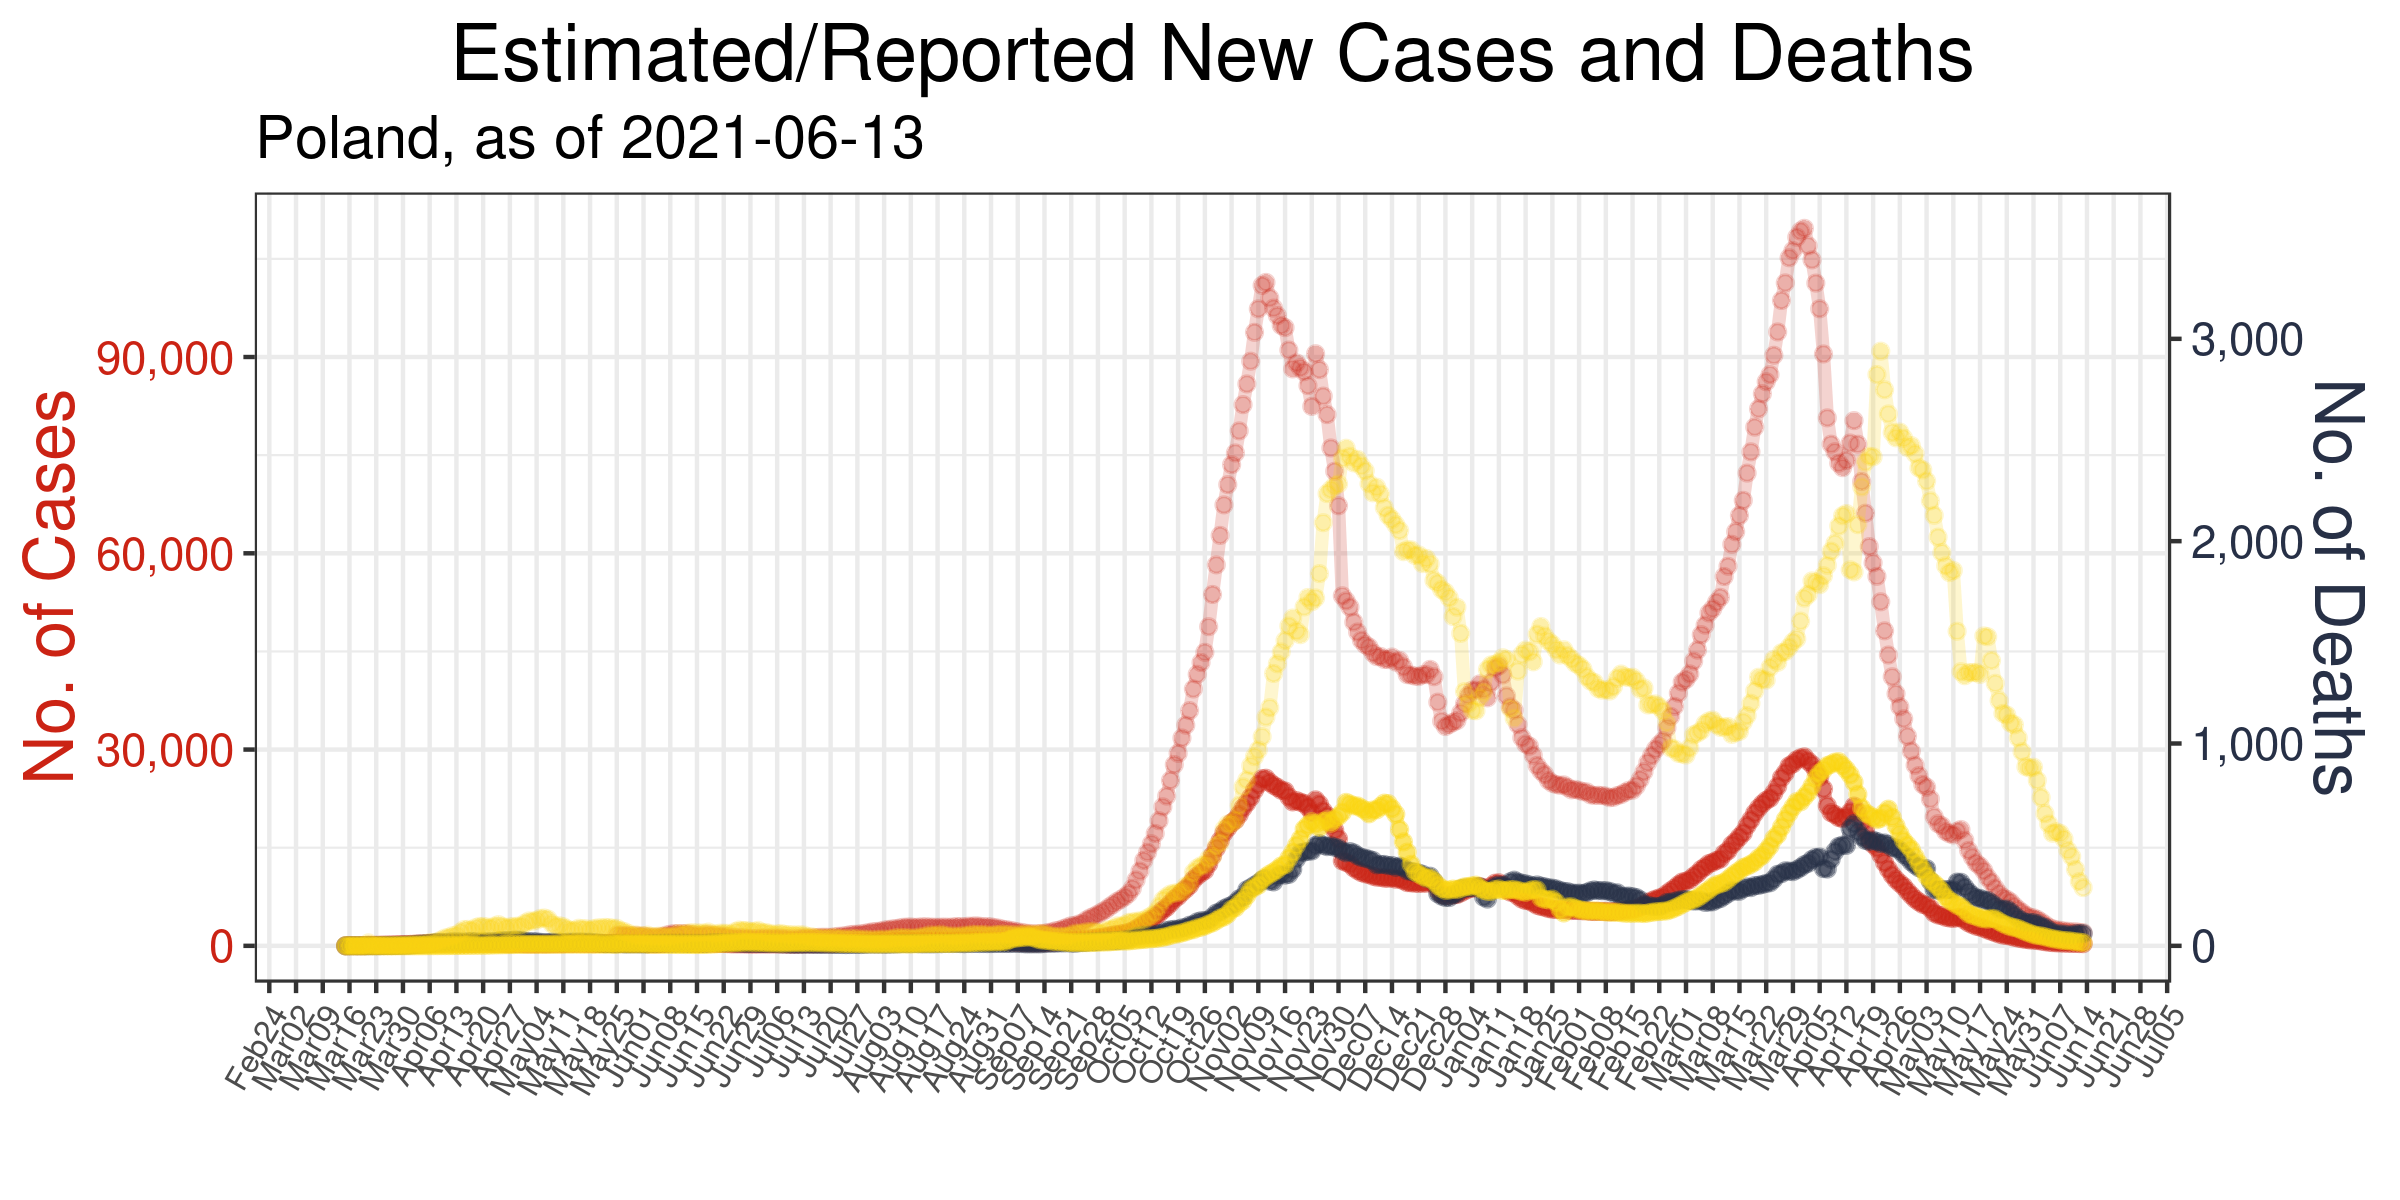 Estimated/Reported New Cases and Deaths
Poland, as of 2021-06-13
No. of Cases
90,000
60,000
30,000
0
3,000
2,000
1,000
0
No. of Deaths
Feb24
Mar02
Mar09
Mar16
Mar23
Mar30
Apr06
Apr13
Apr20
Apr27
May04
May11
May18
May25
Jun01
Jun08
Jun15
Jun22
Jun29
Jul06
Jul13
Jul20
Jul27
Aug03
Aug10
Aug17
Aug24
Aug31
Sep07
Sep14
Sep21
Sep28
Oct05
Oct12
Oct19
Oct26
Nov02
Nov09
Nov16
Nov23
Nov30
Dec07
Dec14
Dec21
Dec28
Jan04
Jan11
Jan18
Jan25
Feb01
Feb08
Feb15
Feb22
Mar01
Mar08
Mar15
Mar22
Mar29
Apr05
Apr12
Apr19
Apr26
May03
May10
May17
May24
May31
Jun07
Jun14
Jun21
Jun28
Jul05